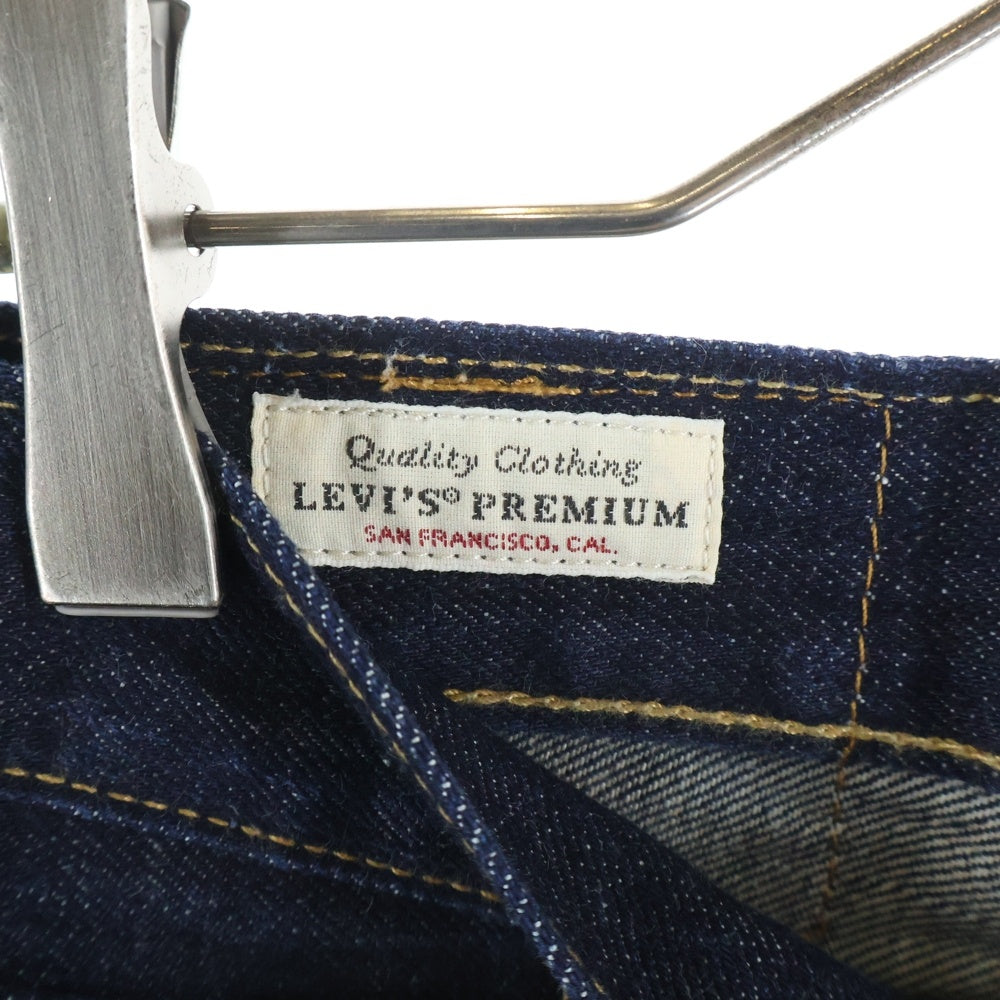 Quality Clothing
LEVI'S® PREMIUM
SAN FRANCISCO, CAL.